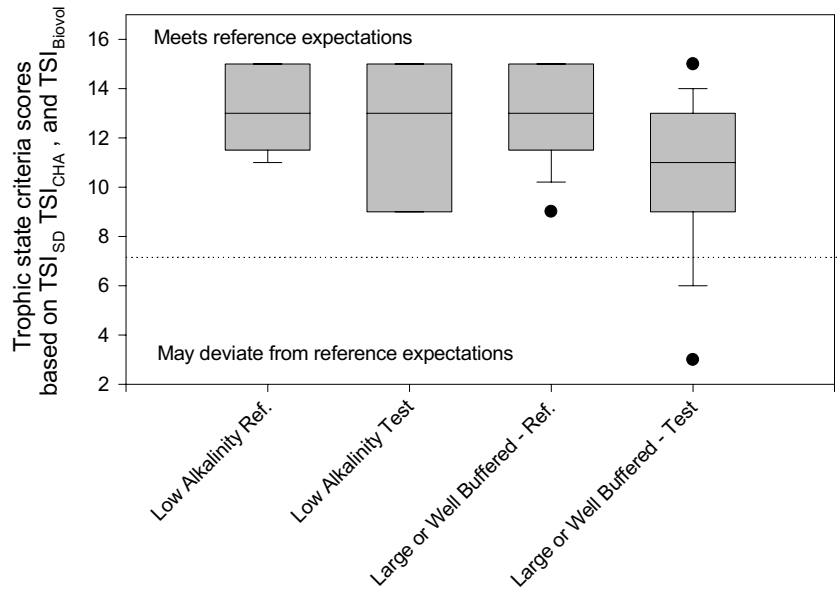 Trophic state criteria scores
based on TSI_SD TSI_CHA , and TSI_Biovol
16
14
12
10
8
6
4
2
Meets reference expectations
May deviate from reference expectations
Low Alkalinity Ref.
Low Alkalinity Test
Large or Well Buffered - Ref.
Large or Well Buffered - Test